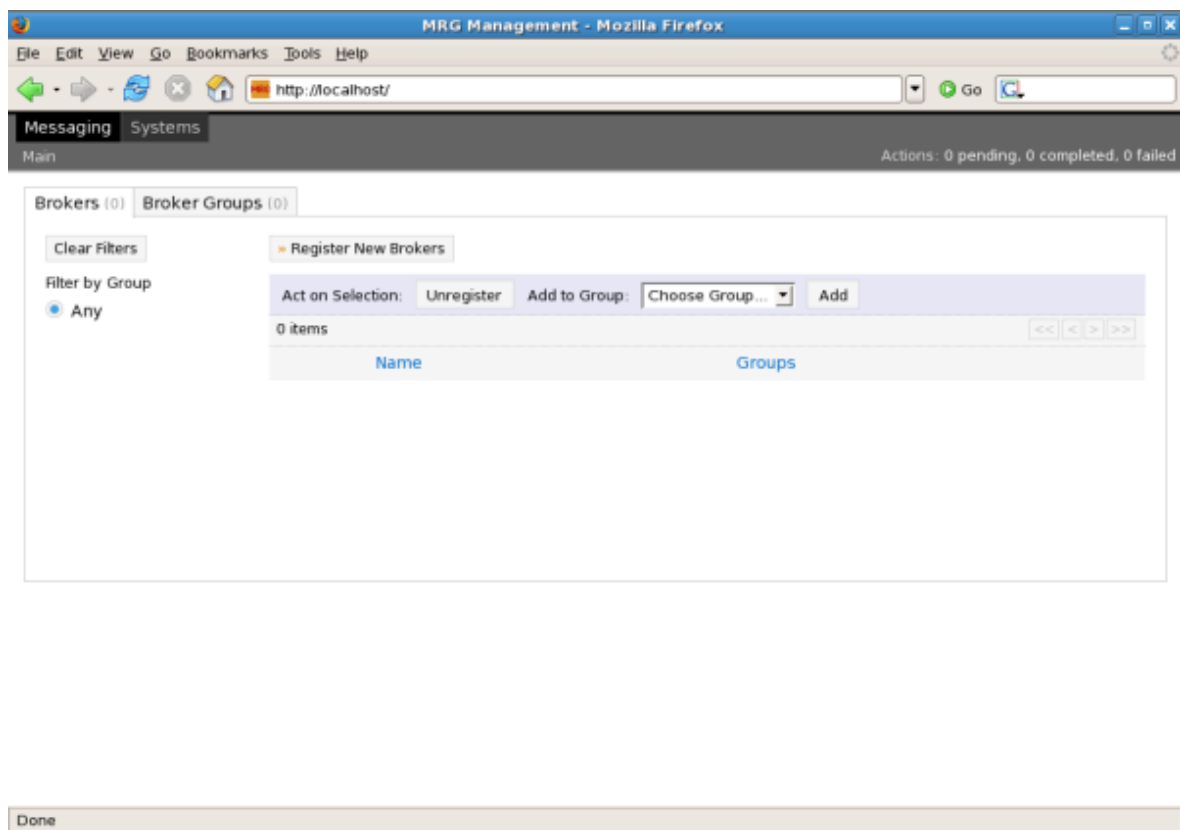 MRG Management - Mozilla Firefox
File Edit View Go Bookmarks Tools Help
http://localhost/ Go
Messaging Systems
Main Actions: 0 pending, 0 completed, 0 failed
Brokers (0) Broker Groups (0)
Clear Filters » Register New Brokers
Filter by Group
Any
Act on Selection: Unregister Add to Group: Choose Group... Add
0 items << < > >>
Name Groups
Done